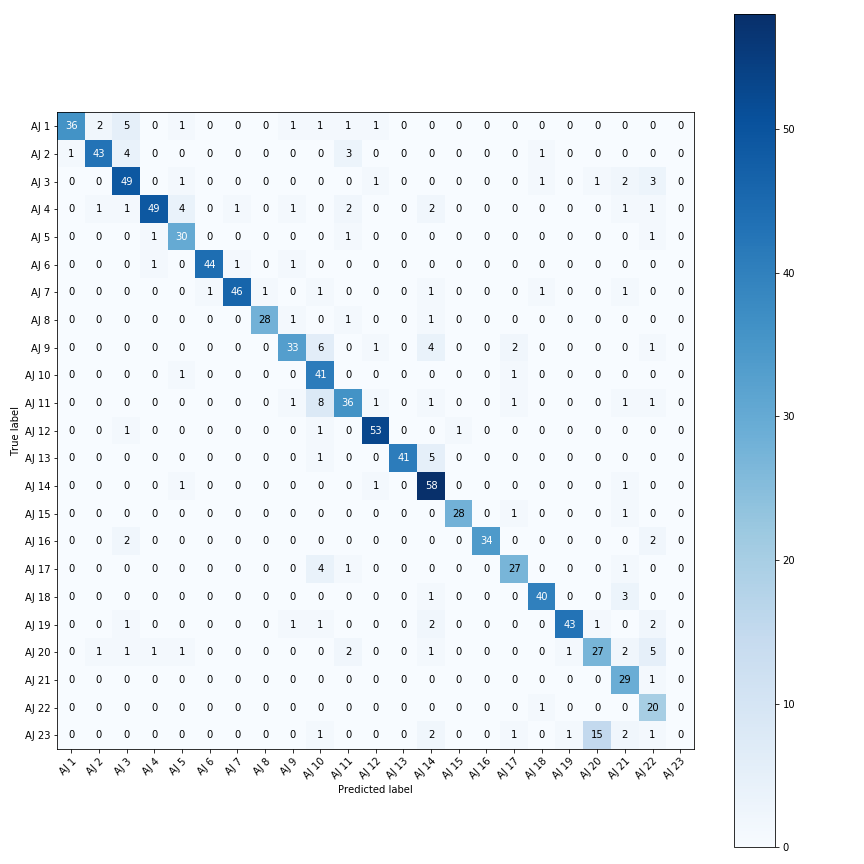 AJ 1 36 2 5 0 1 0 0 0 1 1 1 1 0 0 0 0 0 0 0 0 0 0 0
AJ 2 1 43 4 0 0 0 0 0 0 0 3 0 0 0 0 0 0 1 0 0 0 0 0
AJ 3 0 0 49 0 1 0 0 0 0 0 0 1 0 0 0 0 0 1 0 1 2 3 0
AJ 4 0 1 1 49 4 0 1 0 1 0 2 0 0 2 0 0 0 0 0 0 1 1 0
AJ 5 0 0 0 1 30 0 0 0 0 0 1 0 0 0 0 0 0 0 0 0 0 1 0
AJ 6 0 0 0 1 0 44 1 0 1 0 0 0 0 0 0 0 0 0 0 0 0 0 0
AJ 7 0 0 0 0 0 1 46 1 0 1 0 0 0 1 0 0 0 1 0 0 1 0 0
AJ 8 0 0 0 0 0 0 0 28 1 0 1 0 0 1 0 0 0 0 0 0 0 0 0
AJ 9 0 0 0 0 0 0 0 0 33 6 0 1 0 4 0 0 2 0 0 0 0 1 0
AJ 10 0 0 0 0 1 0 0 0 0 41 0 0 0 0 0 0 1 0 0 0 0 0 0
AJ 11 0 0 0 0 0 0 0 0 1 8 36 1 0 1 0 0 1 0 0 0 1 1 0
AJ 12 0 0 1 0 0 0 0 0 0 1 0 53 0 0 1 0 0 0 0 0 0 0 0
AJ 13 0 0 0 0 0 0 0 0 0 1 0 0 41 5 0 0 0 0 0 0 0 0 0
AJ 14 0 0 0 0 1 0 0 0 0 0 0 1 0 58 0 0 0 0 0 0 1 0 0
AJ 15 0 0 0 0 0 0 0 0 0 0 0 0 0 0 28 0 1 0 0 0 1 0 0
AJ 16 0 0 2 0 0 0 0 0 0 0 0 0 0 0 0 34 0 0 0 0 0 2 0
AJ 17 0 0 0 0 0 0 0 0 0 4 1 0 0 0 0 0 27 0 0 0 1 0 0
AJ 18 0 0 0 0 0 0 0 0 0 0 0 0 0 1 0 0 0 40 0 0 3 0 0
AJ 19 0 0 1 0 0 0 0 0 1 1 0 0 0 2 0 0 0 0 43 1 0 2 0
AJ 20 0 1 1 1 1 0 0 0 0 0 2 0 0 1 0 0 0 0 1 27 2 5 0
AJ 21 0 0 0 0 0 0 0 0 0 0 0 0 0 0 0 0 0 0 0 0 29 1 0
AJ 22 0 0 0 0 0 0 0 0 0 0 0 0 0 0 0 0 0 1 0 0 0 20 0
AJ 23 0 0 0 0 0 0 0 0 0 1 0 0 0 2 0 0 1 0 1 15 2 1 0
True label
AJ 1 AJ 2 AJ 3 AJ 4 AJ 5 AJ 6 AJ 7 AJ 8 AJ 9 AJ 10 AJ 11 AJ 12 AJ 13 AJ 14 AJ 15 AJ 16 AJ 17 AJ 18 AJ 19 AJ 20 AJ 21 AJ 22 AJ 23
Predicted label
50
40
30
20
10
0